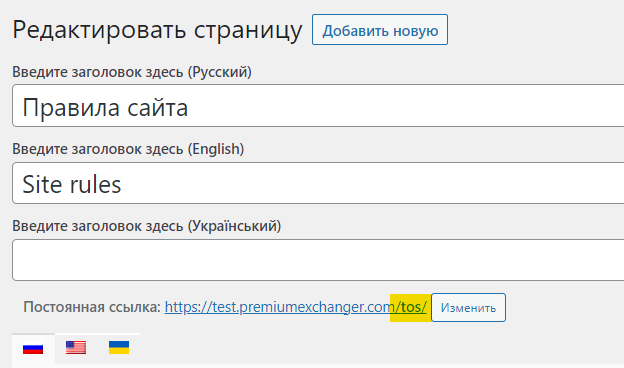 Редактировать страницу Добавить новую
Введите заголовок здесь (Русский)
Правила сайта
Введите заголовок здесь (English)
Site rules
Введите заголовок здесь (Український)
Постоянная ссылка: https://test.premiumexchanger.com/tos/ Изменить